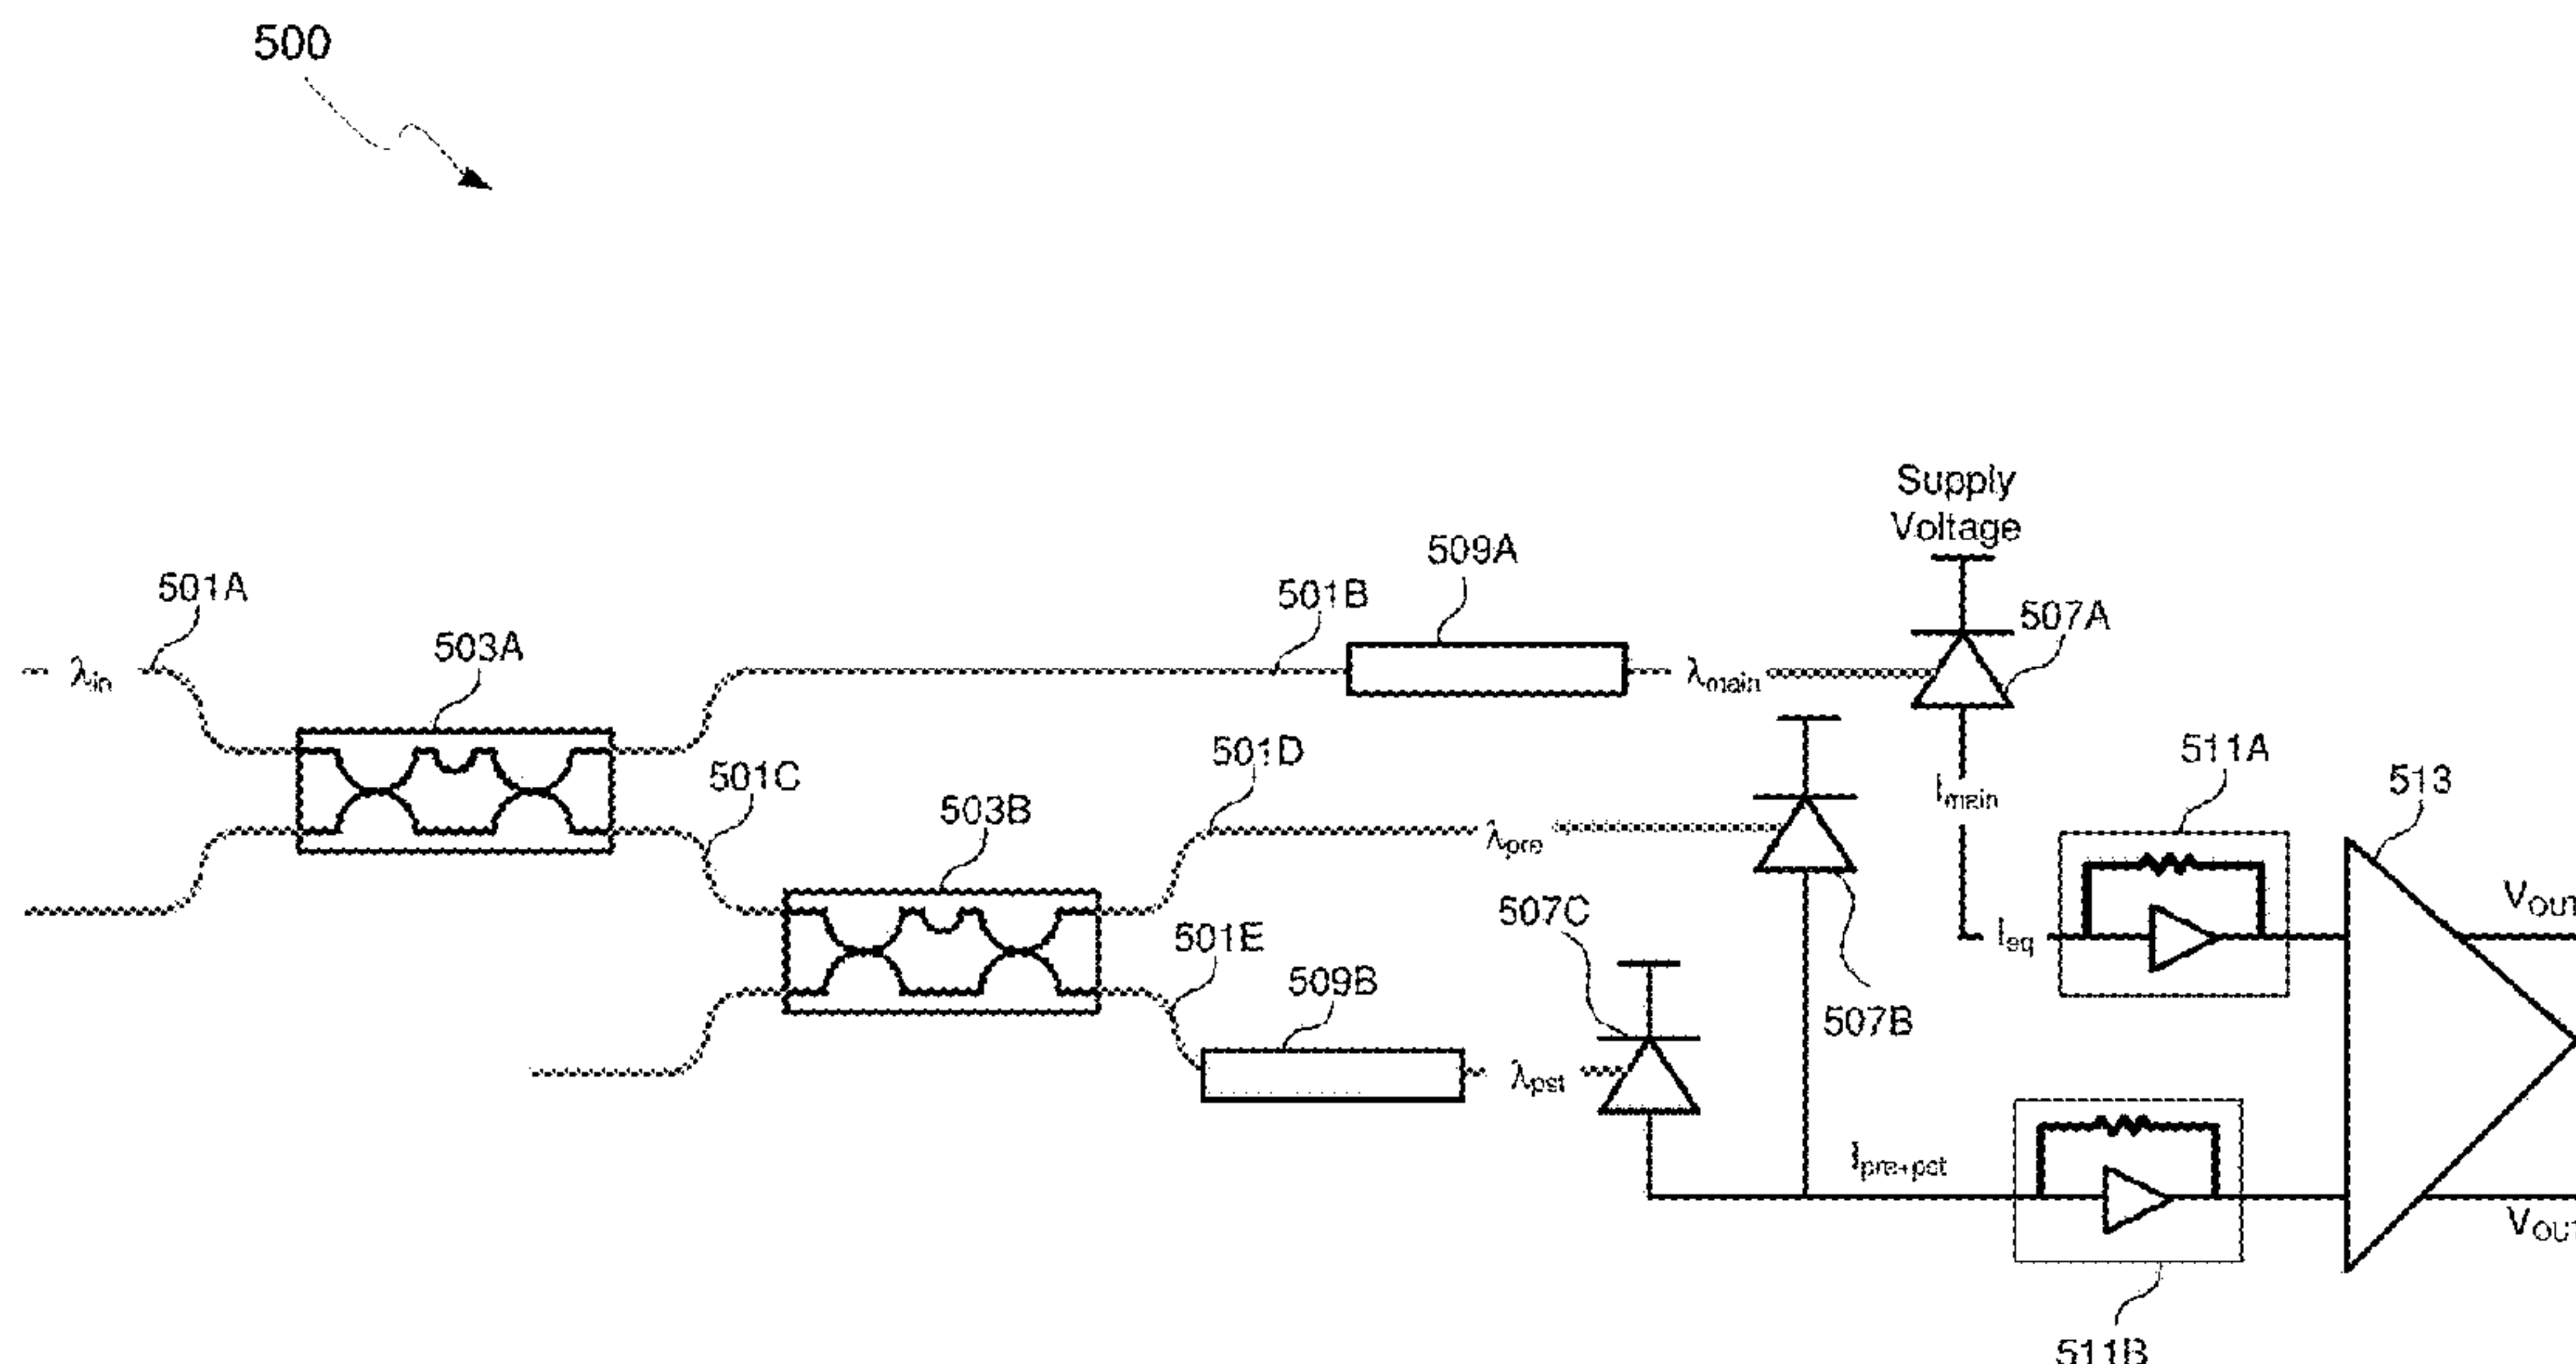 500
Supply
Voltage
509A
501B
501A
507A
503A
λin
λmain
501D
511A
501C
513
503B
Imain
λpre
VOUT
507C
501E
Ieq
509B
507B
λpst
Ipre+pst
VOUT
511B